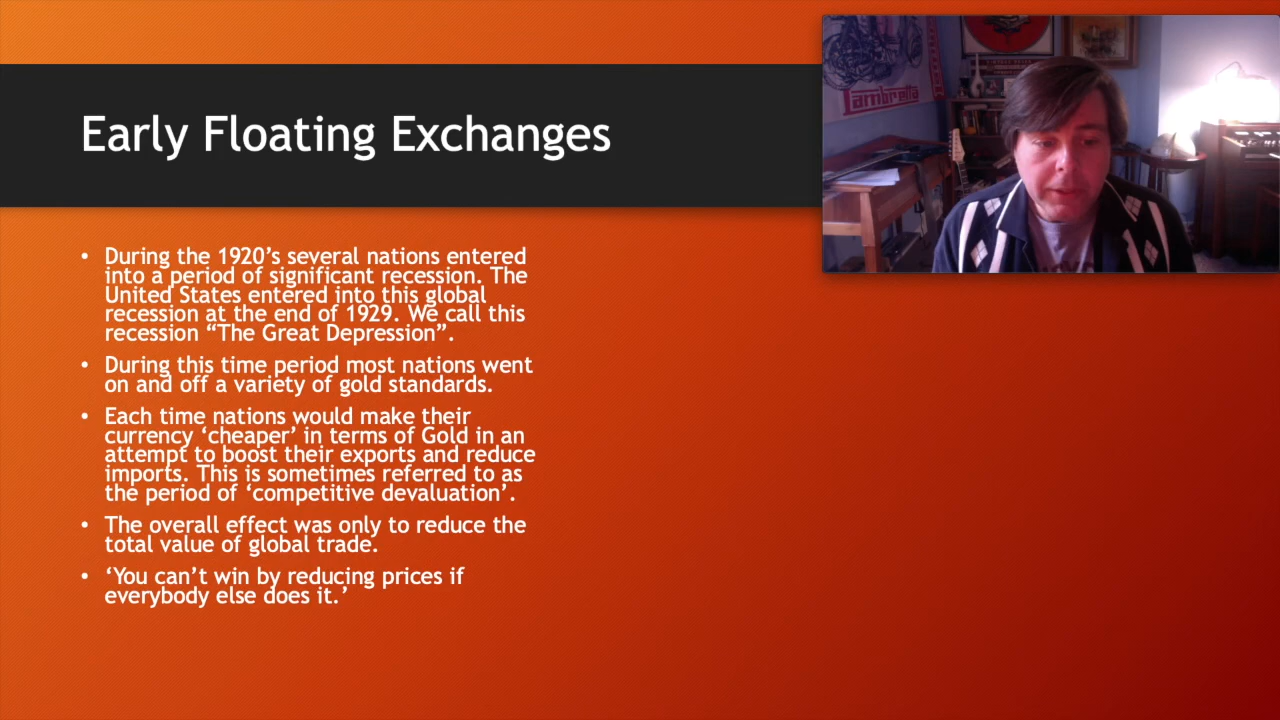 Early Floating Exchanges
• During the 1920’s several nations entered
into a period of significant recession. The
United States entered into this global
recession at the end of 1929. We call this
recession “The Great Depression”.
• During this time period most nations went
on and off a variety of gold standards.
• Each time nations would make their
currency ‘cheaper’ in terms of Gold in an
attempt to boost their exports and reduce
imports. This is sometimes referred to as
the period of ‘competitive devaluation’.
• The overall effect was only to reduce the
total value of global trade.
• ‘You can’t win by reducing prices if
everybody else does it.’
Lambretta